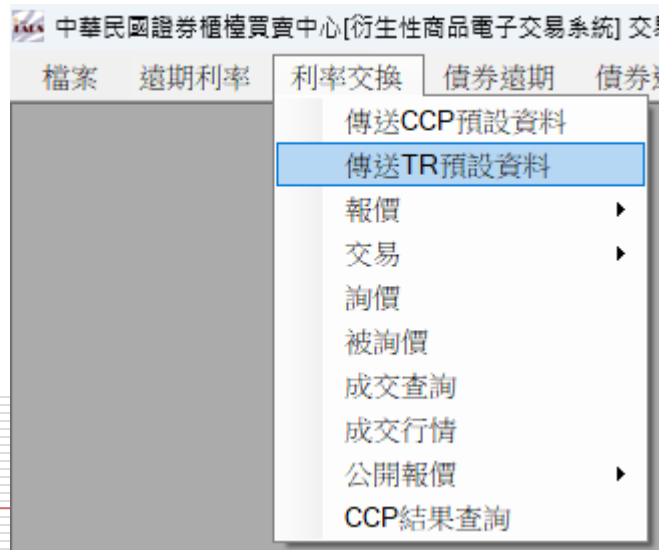 中華民國證券櫃檯買賣中心[衍生性商品電子交易系統] 交
檔案 遠期利率 利率交換 債券遠期 債券
傳送CCP預設資料
傳送TR預設資料
報價
交易
詢價
被詢價
成交查詢
成交行情
公開報價
CCP結果查詢